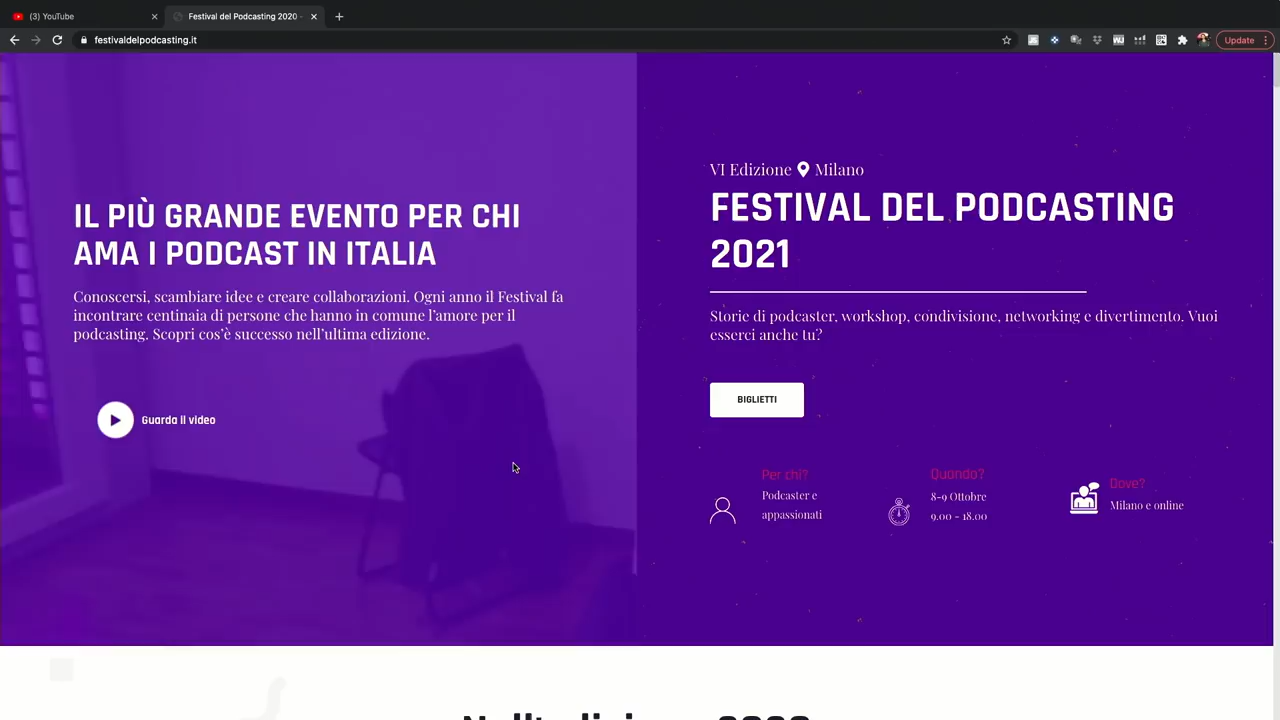 (3) YouTube
Festival del Podcasting 2020 -
festivaldelpodcasting.it
Update
IL PIÙ GRANDE EVENTO PER CHI
AMA I PODCAST IN ITALIA
Conoscersi, scambiare idee e creare collaborazioni. Ogni anno il Festival fa
incontrare centinaia di persone che hanno in comune l'amore per il
podcasting. Scopri cos'è successo nell'ultima edizione.
Guarda il video
VI Edizione Milano
FESTIVAL DEL PODCASTING
2021
Storie di podcaster, workshop, condivisione, networking e divertimento. Vuoi
esserci anche tu?
BIGLIETTI
Per chi?
Podcaster e
appassionati
Quando?
8-9 Ottobre
9.00 - 18.00
Dove?
Milano e online